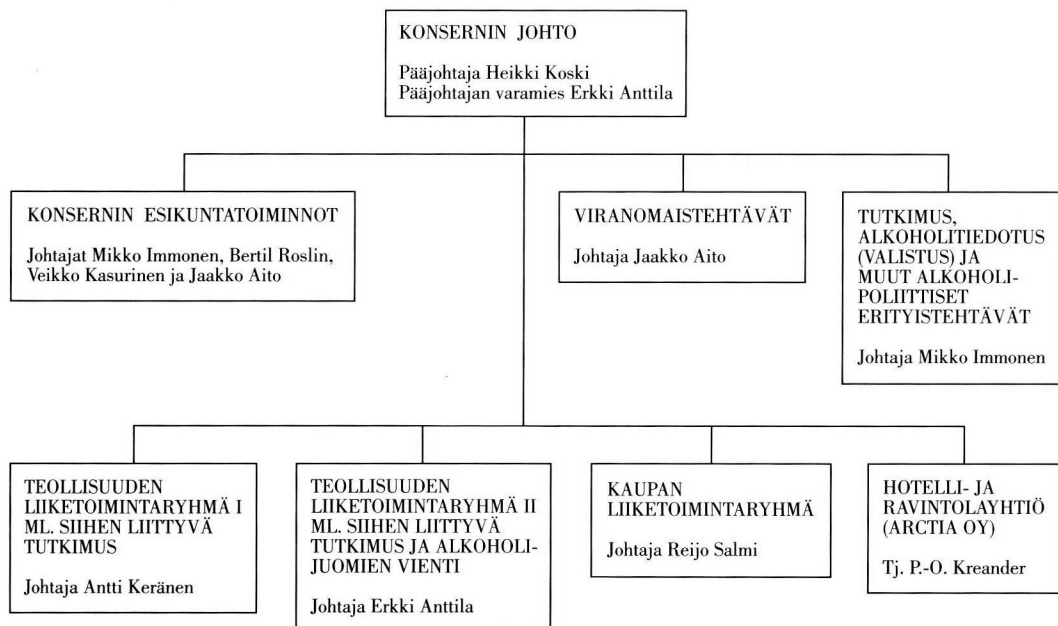 KONSERNIN JOHTO
Pääjohtaja Heikki Koski
Pääjohtajan varamies Erkki Anttila
KONSERNIN ESIKUNTATOIMINNOT
Johtajat Mikko Immonen, Bertil Roslin,
Veikko Kasurinen ja Jaakko Aito
VIRANOMAISTEHTÄVÄT
Johtaja Jaakko Aito
TUTKIMUS,
ALKOHOLITIEDOTUS
(VALISTUS) JA
MUUT ALKOHOLI-
POLIITTISET
ERITYISTEHTÄVÄT
Johtaja Mikko Immonen
TEOLLISUUDEN
LIIKETOIMINTARYHMÄ I
ML. SIIHEN LIITTYVÄ
TUTKIMUS
Johtaja Antti Keränen
TEOLLISUUDEN
LIIKETOIMINTARYHMÄ II
ML. SIIHEN LIITTYVÄ
TUTKIMUS JA ALKOHOLI-
JUOMIEN VIENTI
Johtaja Erkki Anttila
KAUPAN
LIIKETOIMINTARYHMÄ
Johtaja Reijo Salmi
HOTELLI- JA
RAVINTOLAYHTIÖ
(ARCTIA OY)
Tj. P.-O. Kreander